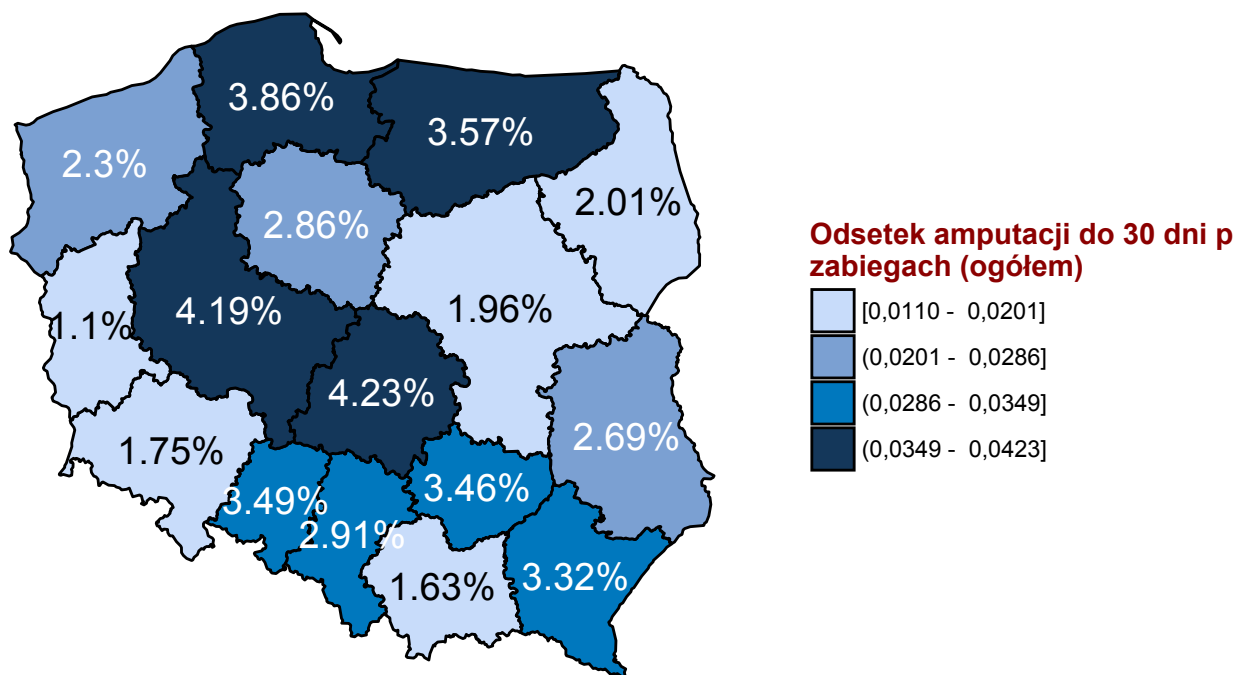 3.86%
3.57%
2.3%
2.01%
2.86%
1.96%
4.19%
1.1%
4.23%
1.75%
2.69%
3.49%
3.46%
2.91%
1.63%
3.32%
Odsetek amputacji do 30 dni p
zabiegach (ogółem)
[0,0110 - 0,0201]
(0,0201 - 0,0286]
(0,0286 - 0,0349]
(0,0349 - 0,0423]